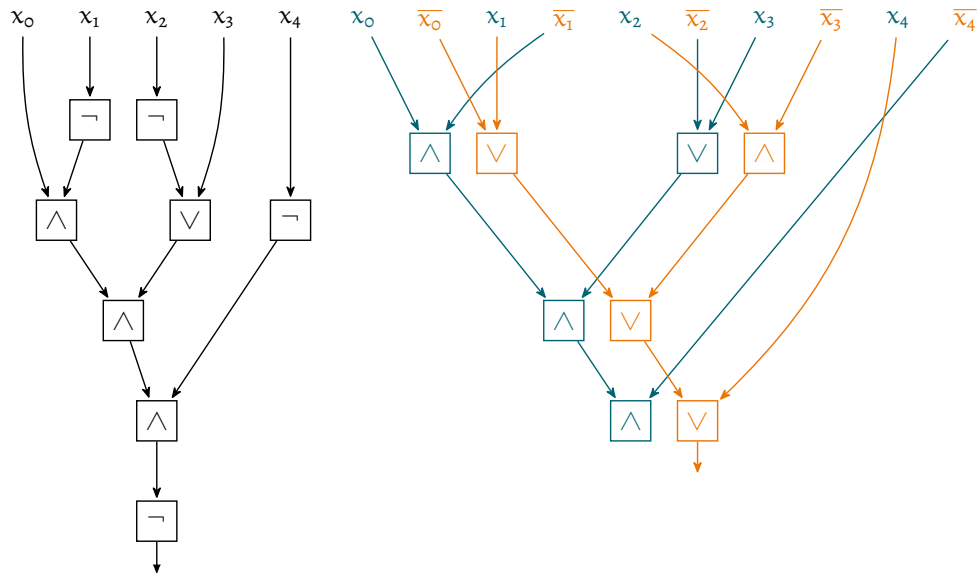 x₀ x₁ x₂ x₃ x₄ x₀ x̅₀ x₁ x̅₁ x₂ x̅₂ x₃ x̅₃ x₄ x̅₄
¬ ¬
∧ ∨ ∨ ∧
∧ ∨ ¬
∧ ∧ ∨
∧ ∧ ∨
¬